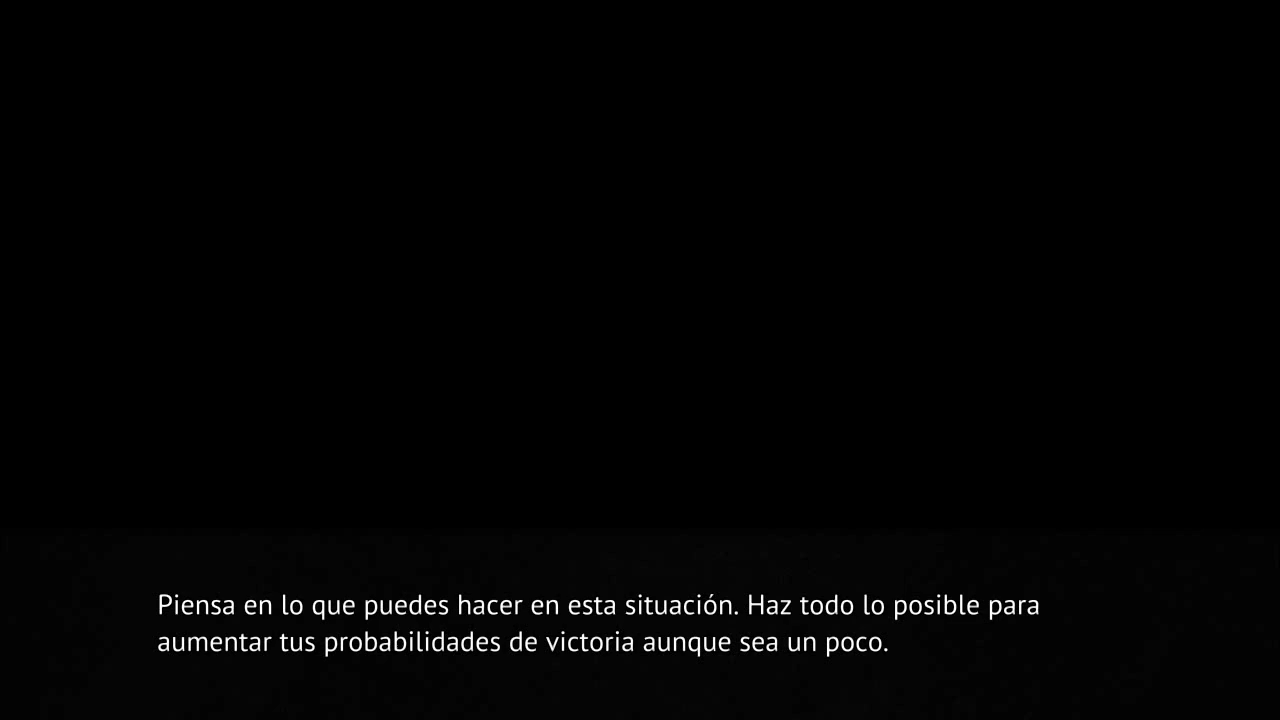 Piensa en lo que puedes hacer en esta situación. Haz todo lo posible para
aumentar tus probabilidades de victoria aunque sea un poco.